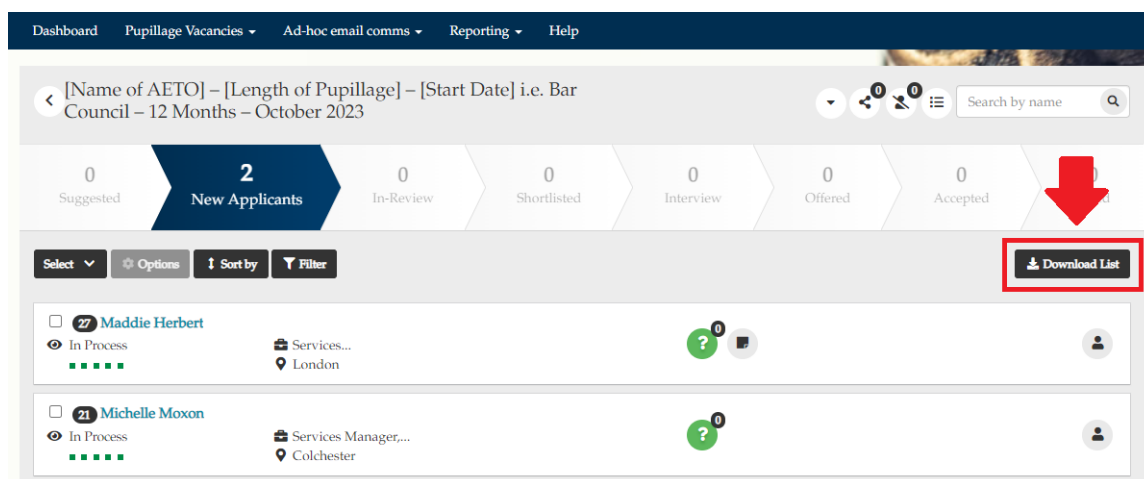 Dashboard Pupillage Vacancies Ad-hoc email comms Reporting Help
[Name of AETO] – [Length of Pupillage] – [Start Date] i.e. Bar
Council – 12 Months – October 2023
0 0 Search by name
0 2 0 0 0 0 0
Suggested New Applicants In-Review Shortlisted Interview Offered Accepted
Select Options Sort by Filter Download List
27 Maddie Herbert
0
In Process Services...
London
21 Michelle Moxon
0
In Process Services Manager,...
Colchester